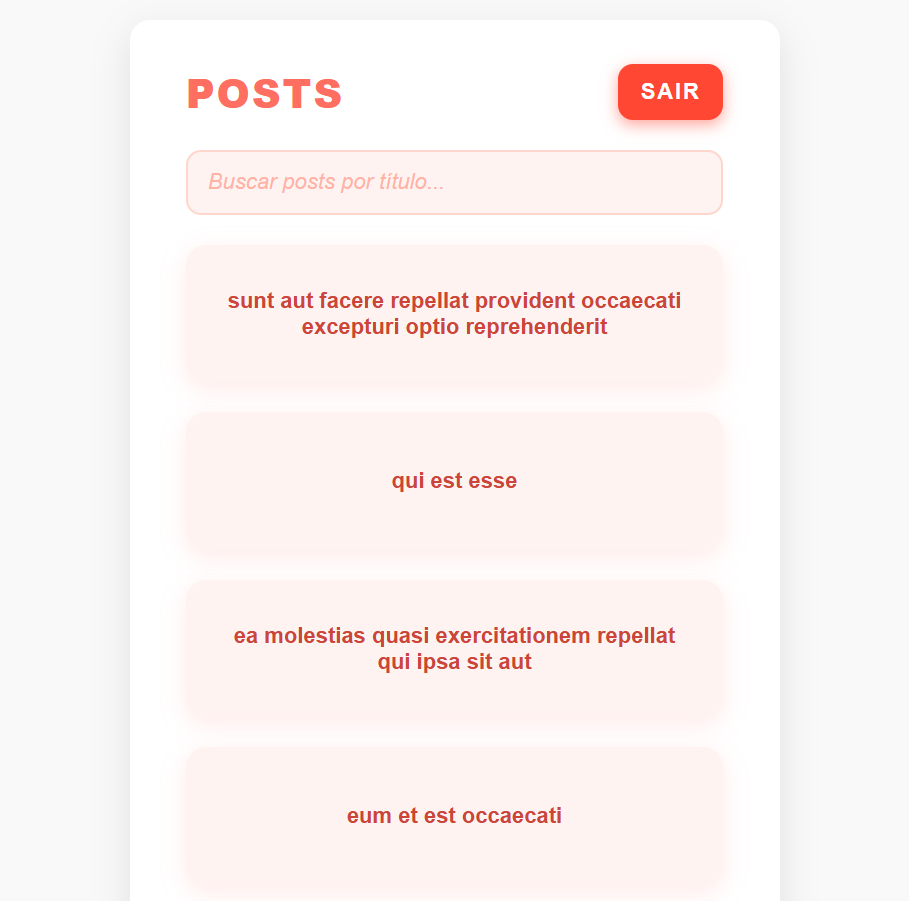 POSTS
SAIR
Buscar posts por título...
sunt aut facere repellat provident occaecati
excepturi optio reprehenderit
qui est esse
ea molestias quasi exercitationem repellat
qui ipsa sit aut
eum et est occaecati